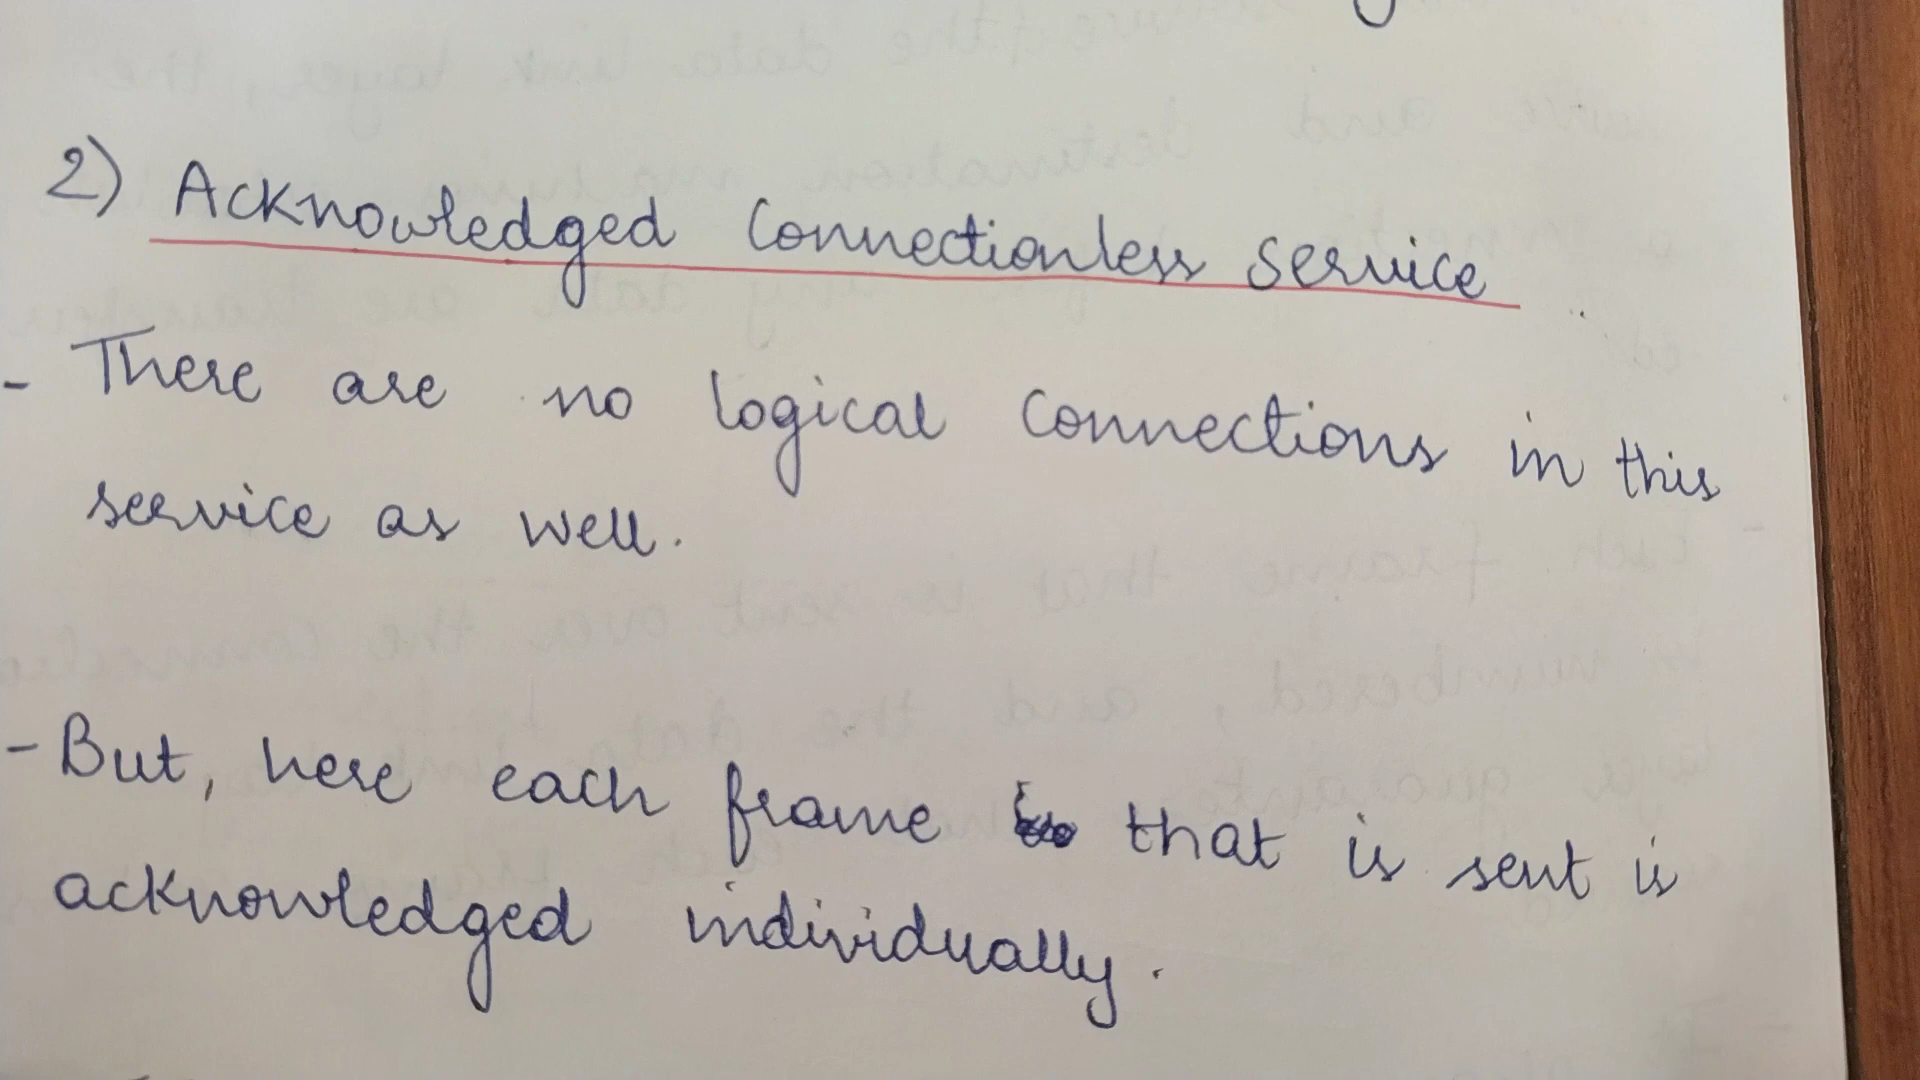 2) Acknowledged Connectionless service
- There are no logical connections in this
service as well.
- But, here each frame that is sent is
acknowledged individually.